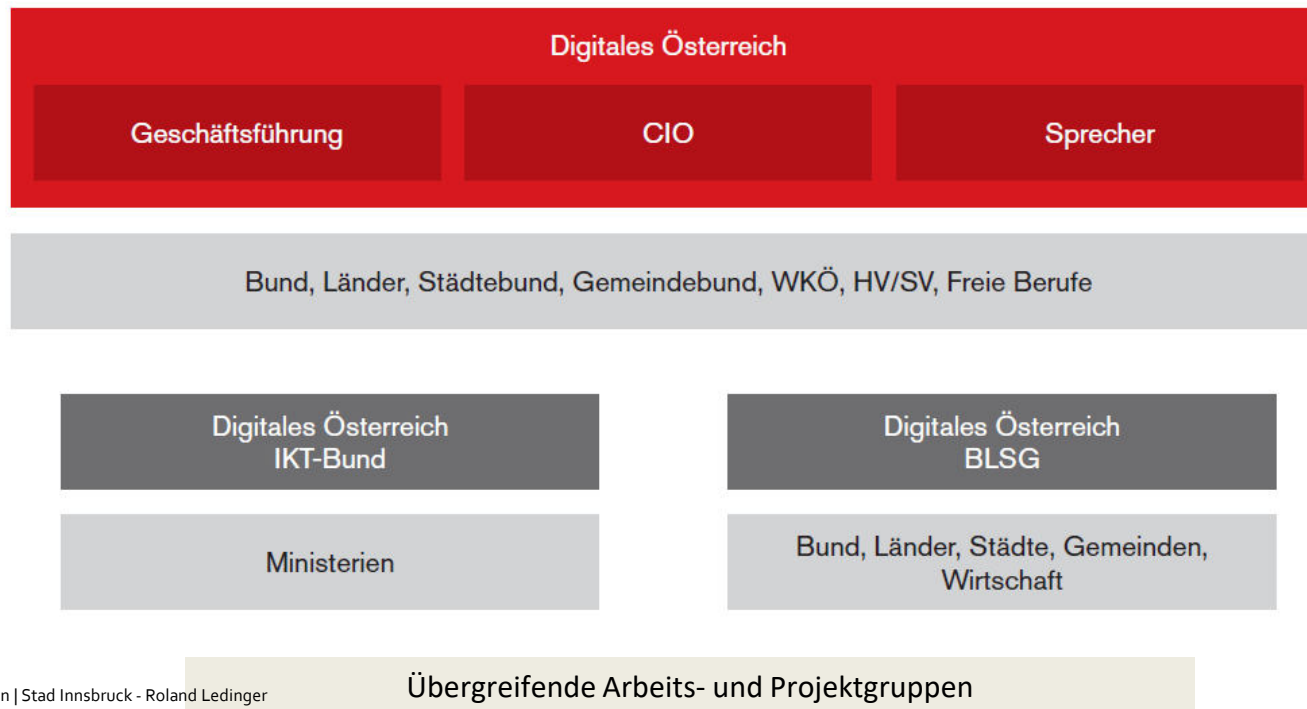 Digitales Österreich
Geschäftsführung
CIO
Sprecher
Bund, Länder, Städtebund, Gemeindebund, WKÖ, HV/SV, Freie Berufe
Digitales Österreich
IKT-Bund
Digitales Österreich
BLSG
Ministerien
Bund, Länder, Städte, Gemeinden,
Wirtschaft
Übergreifende Arbeits- und Projektgruppen
n | Stad Innsbruck - Roland Ledinger